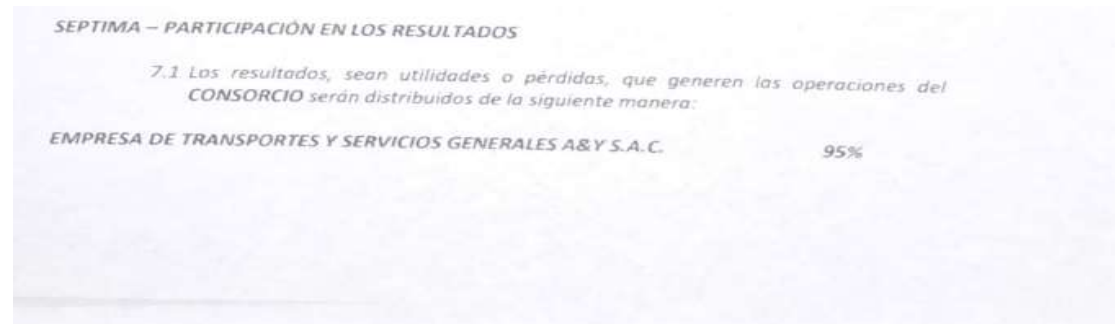 SEPTIMA – PARTICIPACIÓN EN LOS RESULTADOS
7.1 Los resultados, sean utilidades o pérdidas, que generen las operaciones del
CONSORCIO serán distribuidos de la siguiente manera:
EMPRESA DE TRANSPORTES Y SERVICIOS GENERALES A&Y S.A.C. 95%